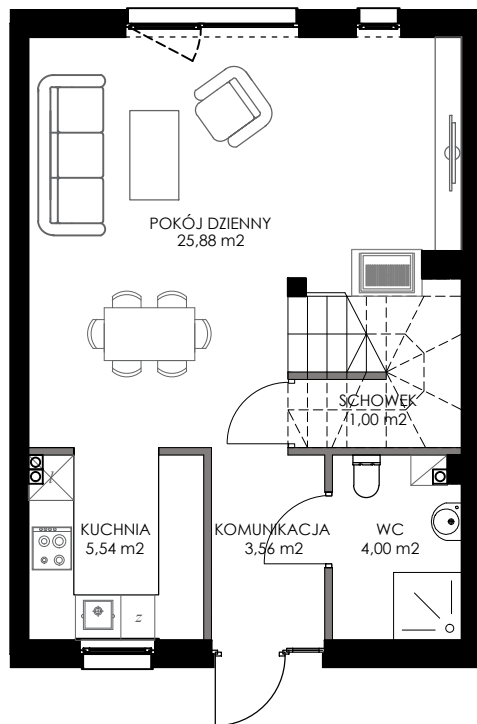 POKÓJ DZIENNY
25,88 m2
SCHOWEK
1,00 m2
KUCHNIA
5,54 m2
KOMUNIKACJA
3,56 m2
WC
4,00 m2
z